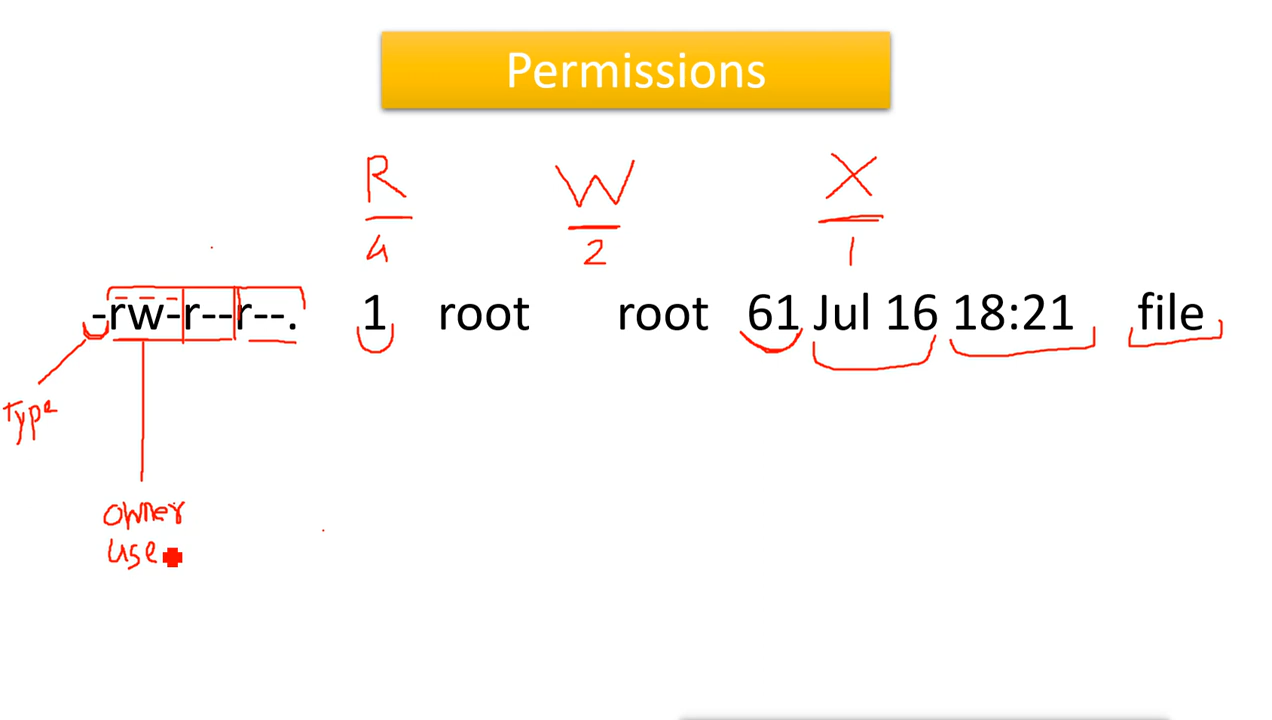 Permissions
R W X
4 2 1
-rw-r--r--. 1 root root 61 Jul 16 18:21 file
Type
owner
use